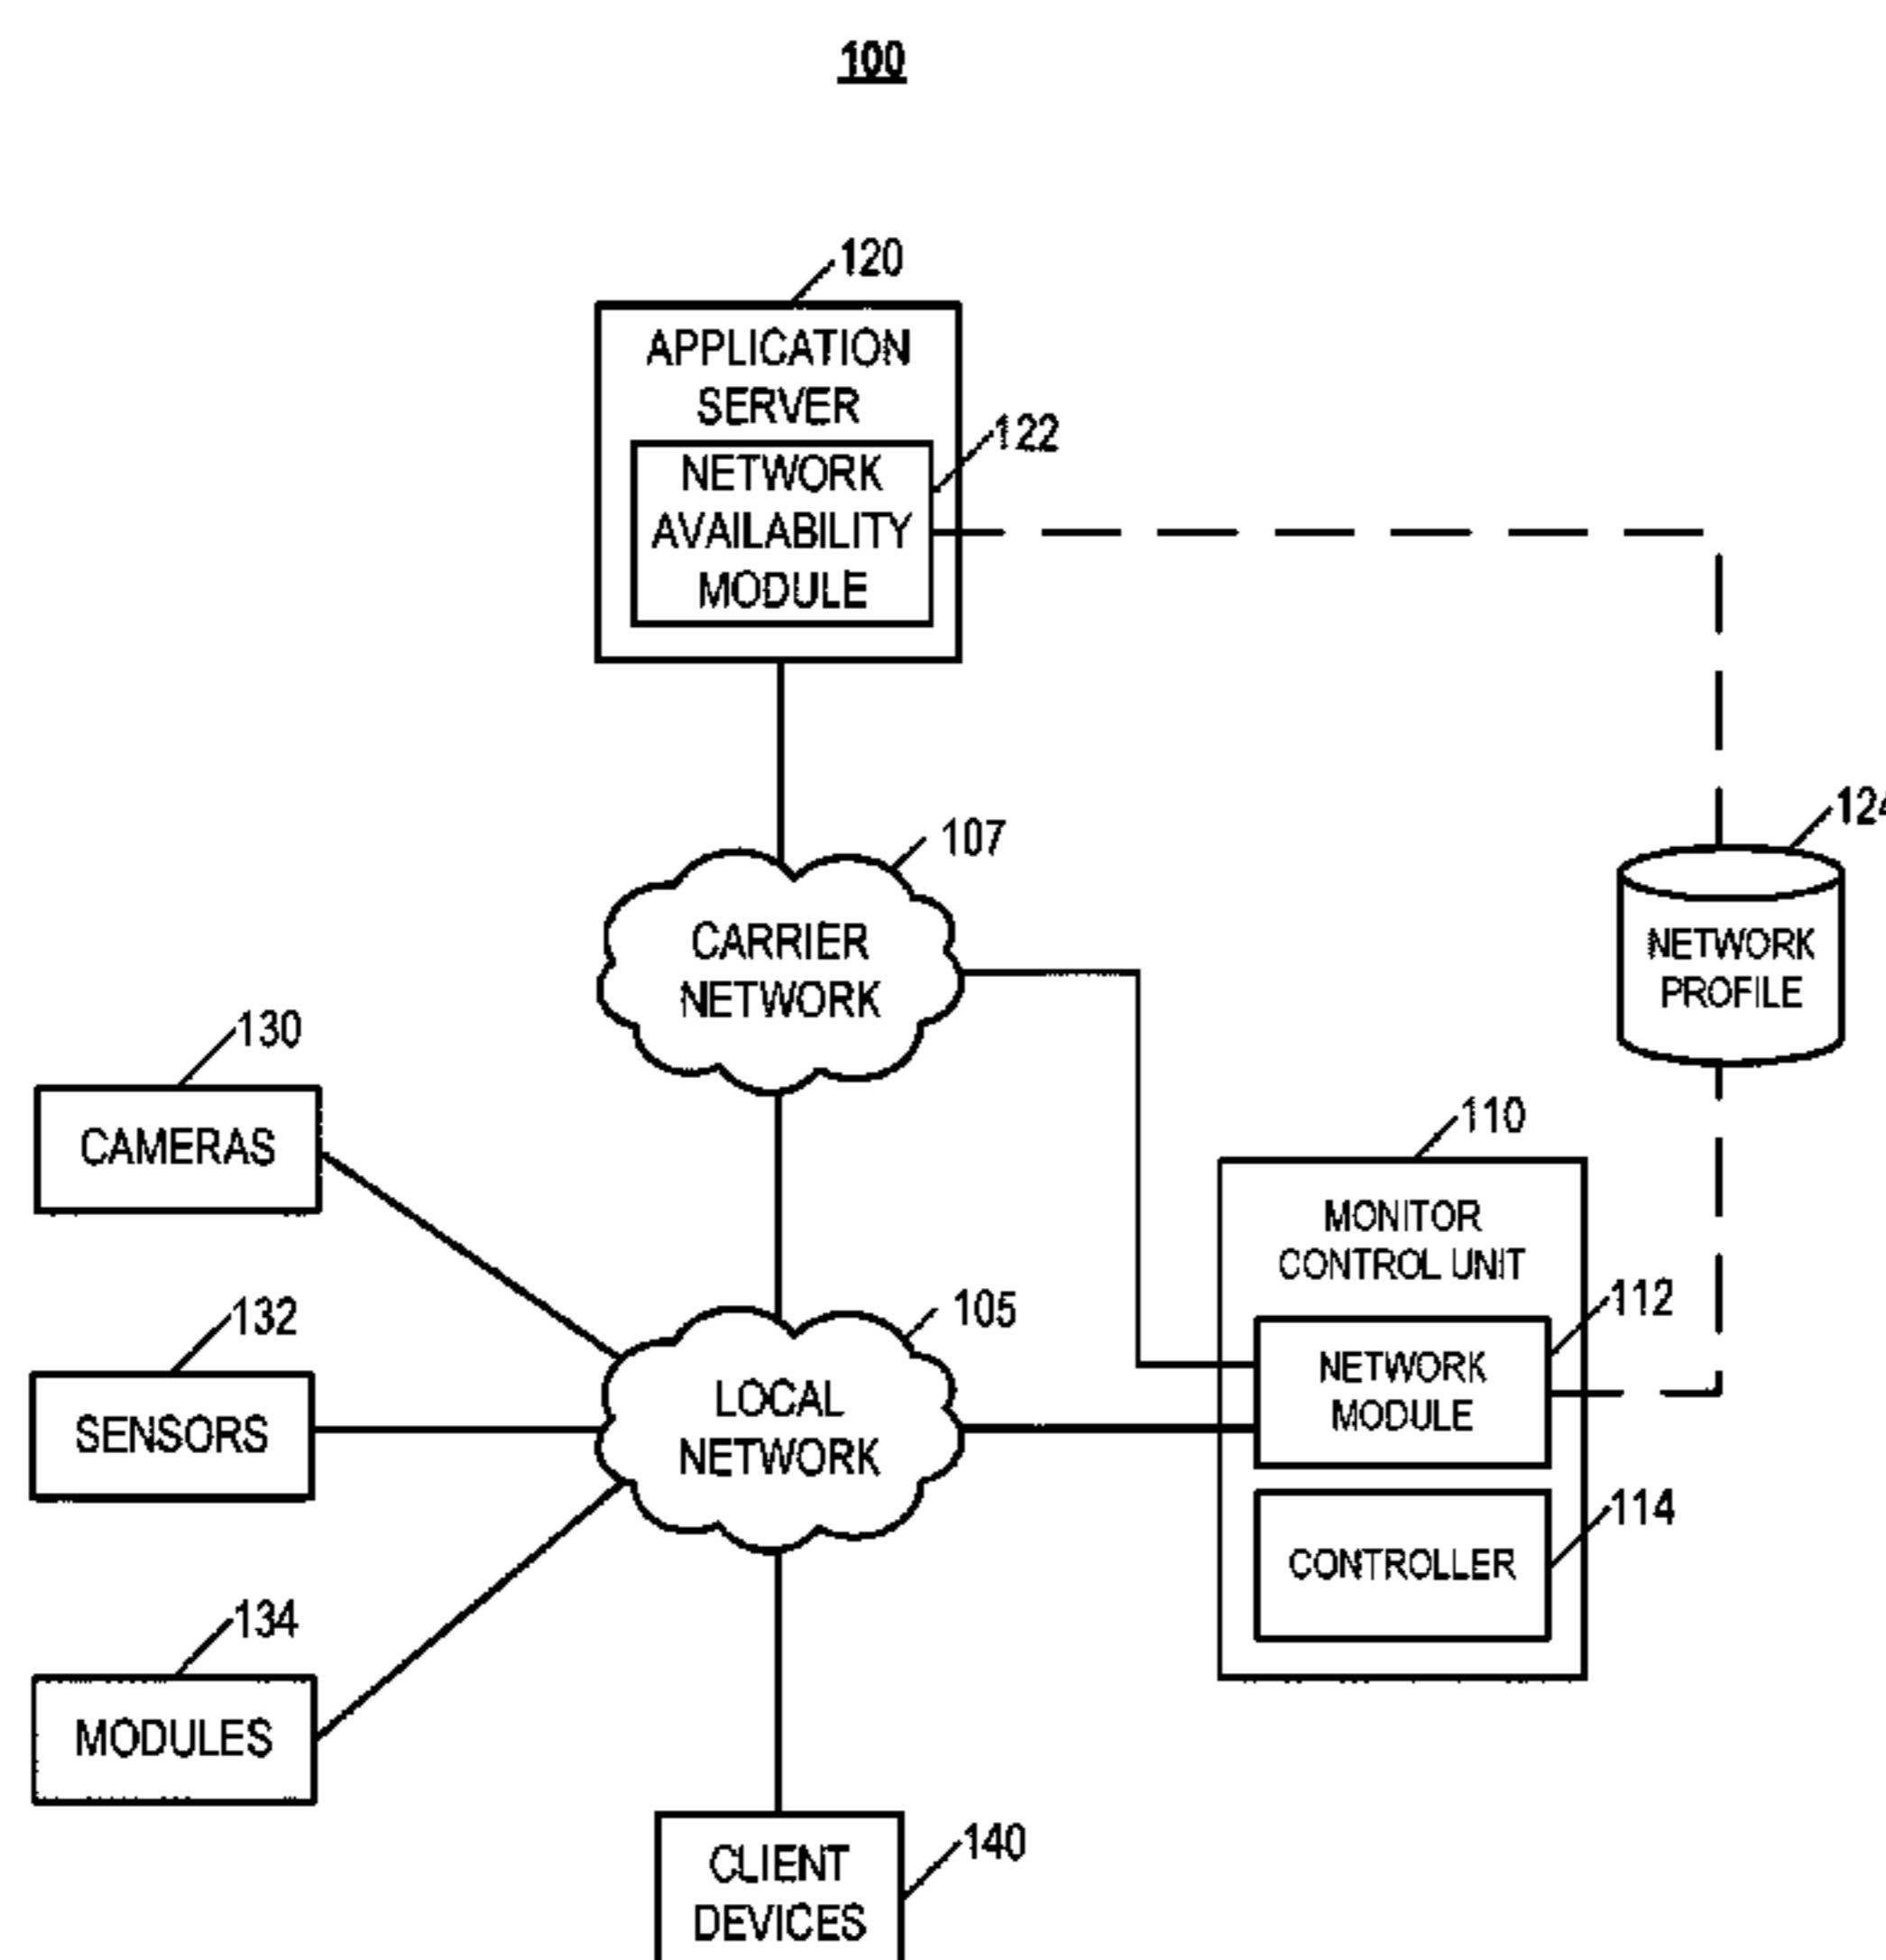 100
120
APPLICATION
SERVER
122
NETWORK
AVAILABILITY
MODULE
107
CARRIER
NETWORK
124
NETWORK
PROFILE
130
CAMERAS
110
MONITOR
CONTROL UNIT
132
SENSORS
105
LOCAL
NETWORK
112
NETWORK
MODULE
114
CONTROLLER
134
MODULES
140
CLIENT
DEVICES